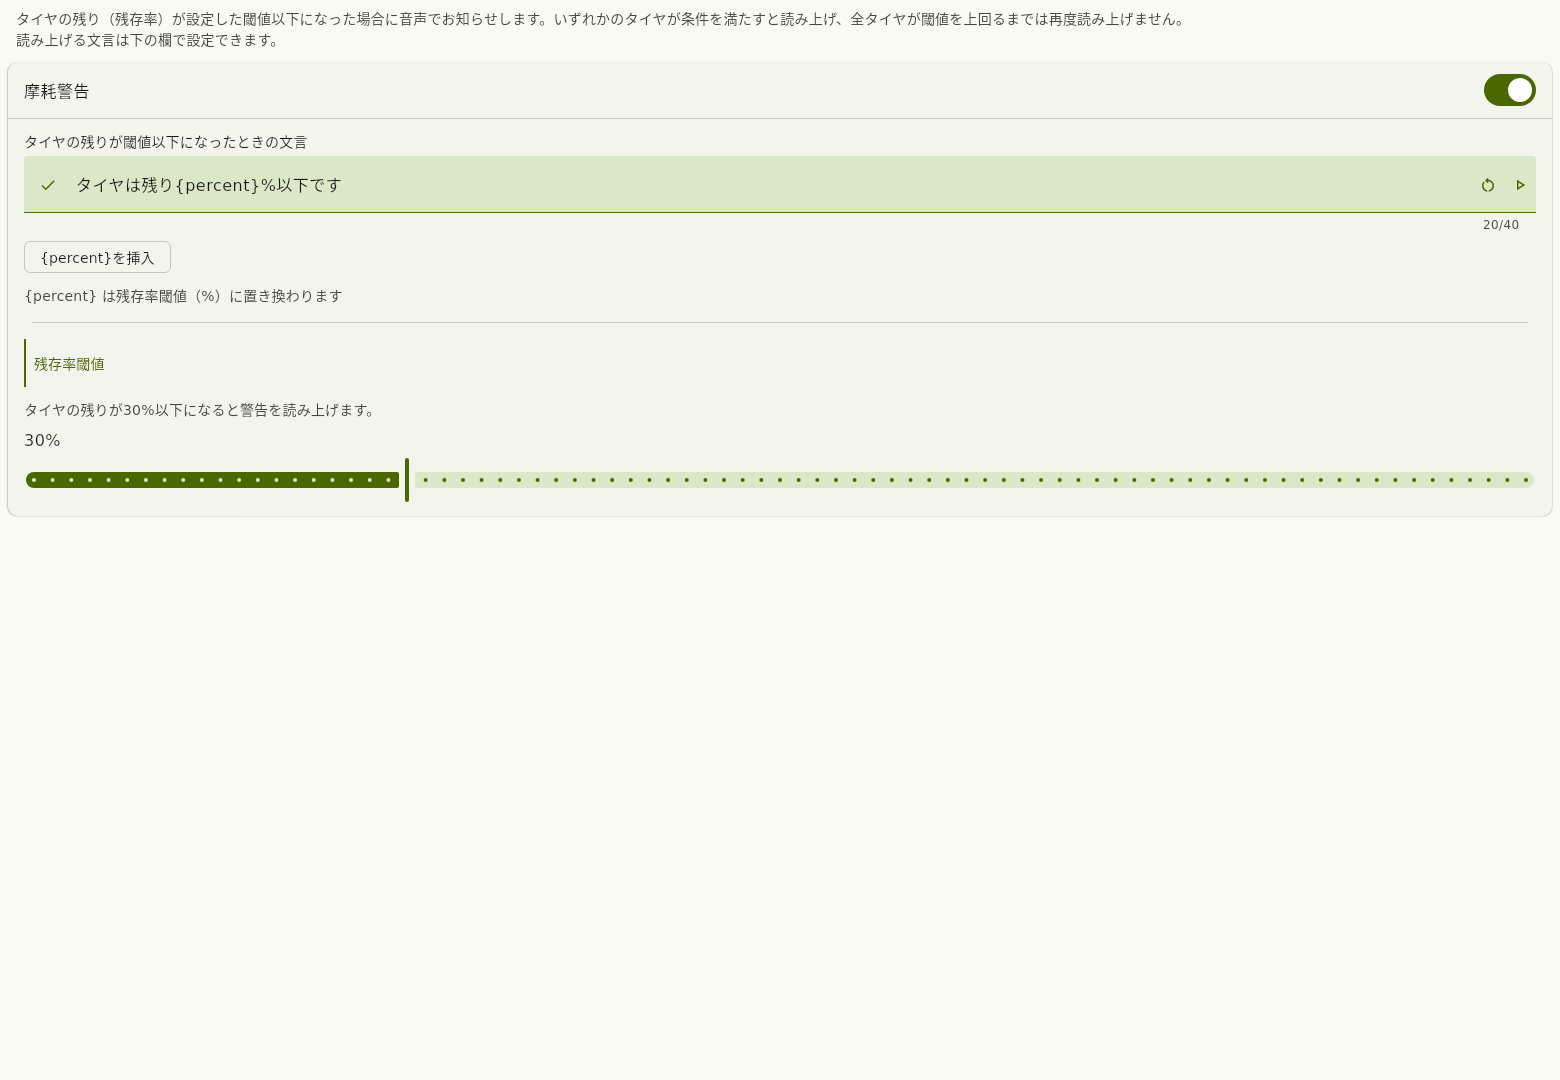 タイヤの残り（残存率）が設定した閾値以下になった場合に音声でお知らせします。いずれかのタイヤが条件を満たすと読み上げ、全タイヤが閾値を上回るまでは再度読み上げません。
読み上げる文言は下の欄で設定できます。
摩耗警告
タイヤの残りが閾値以下になったときの文言
タイヤは残り{percent}%以下です
20/40
{percent}を挿入
{percent} は残存率閾値（%）に置き換わります
残存率閾値
タイヤの残りが30%以下になると警告を読み上げます。
30%